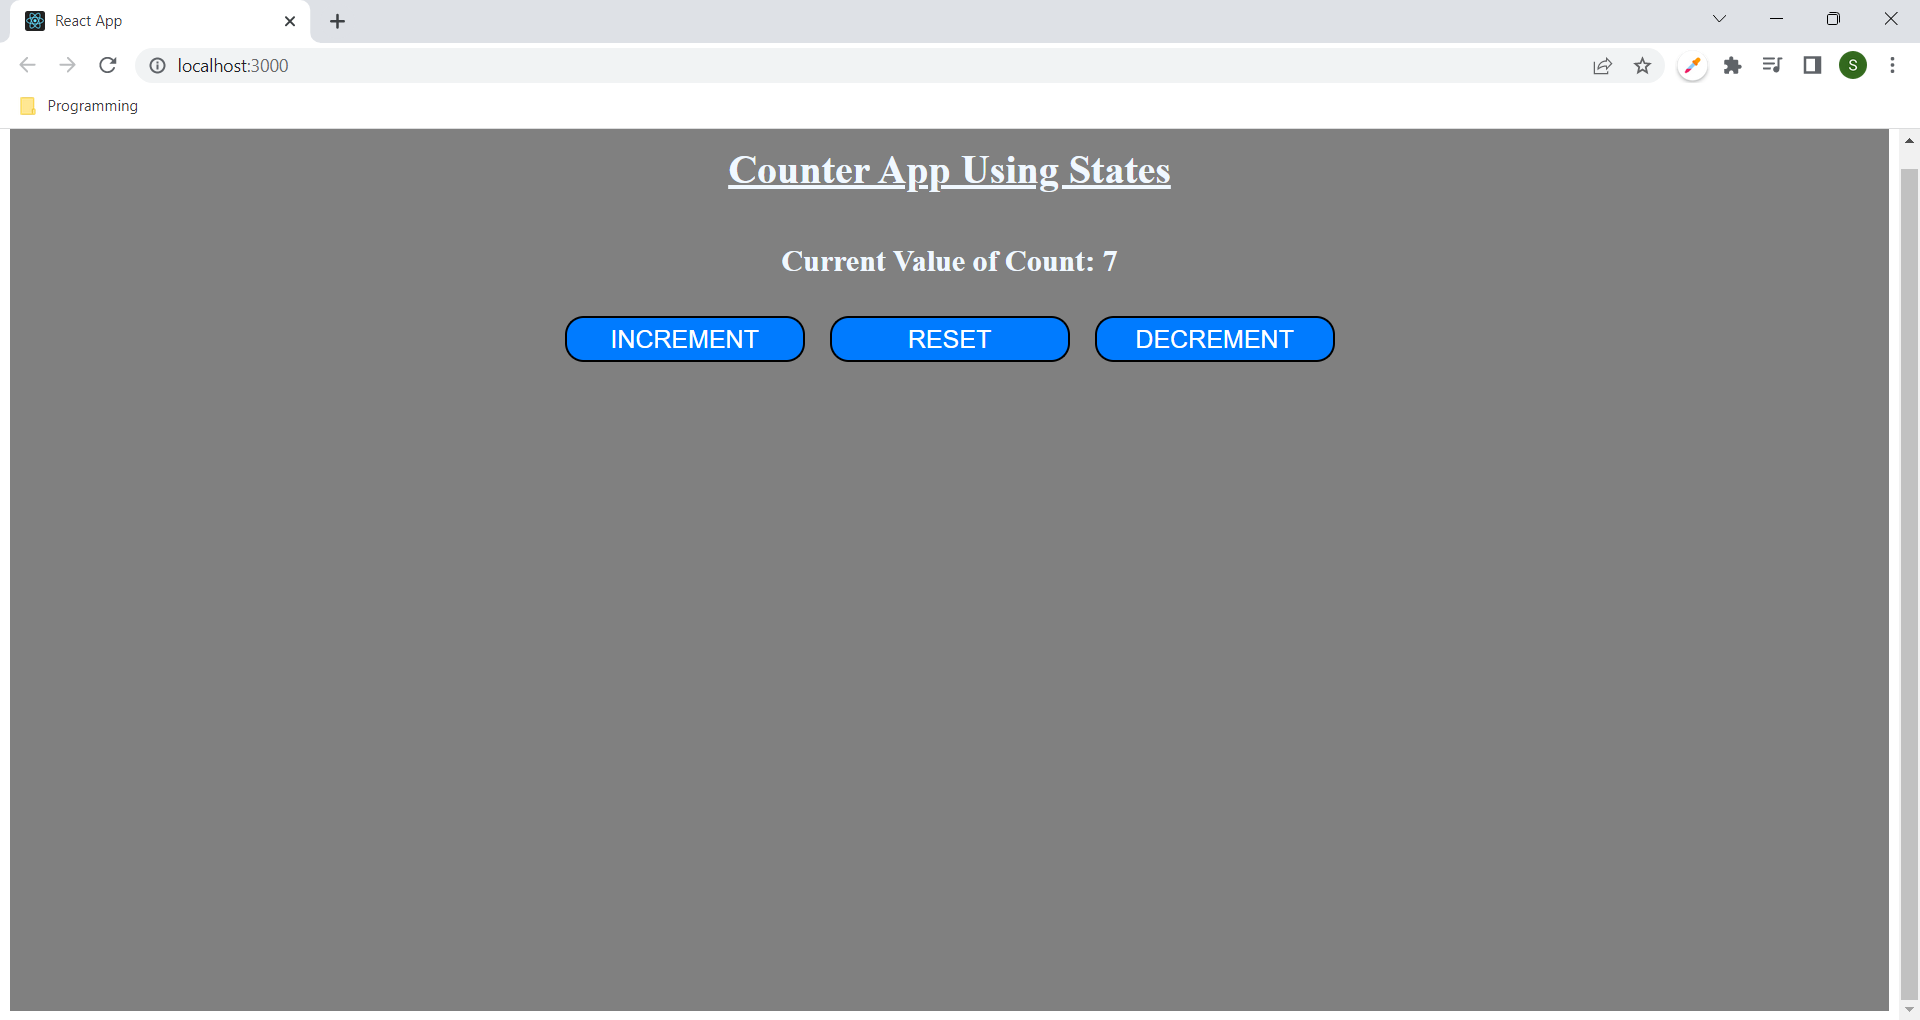 React App
localhost:3000
S
Programming
Counter App Using States
Current Value of Count: 7
INCREMENT RESET DECREMENT